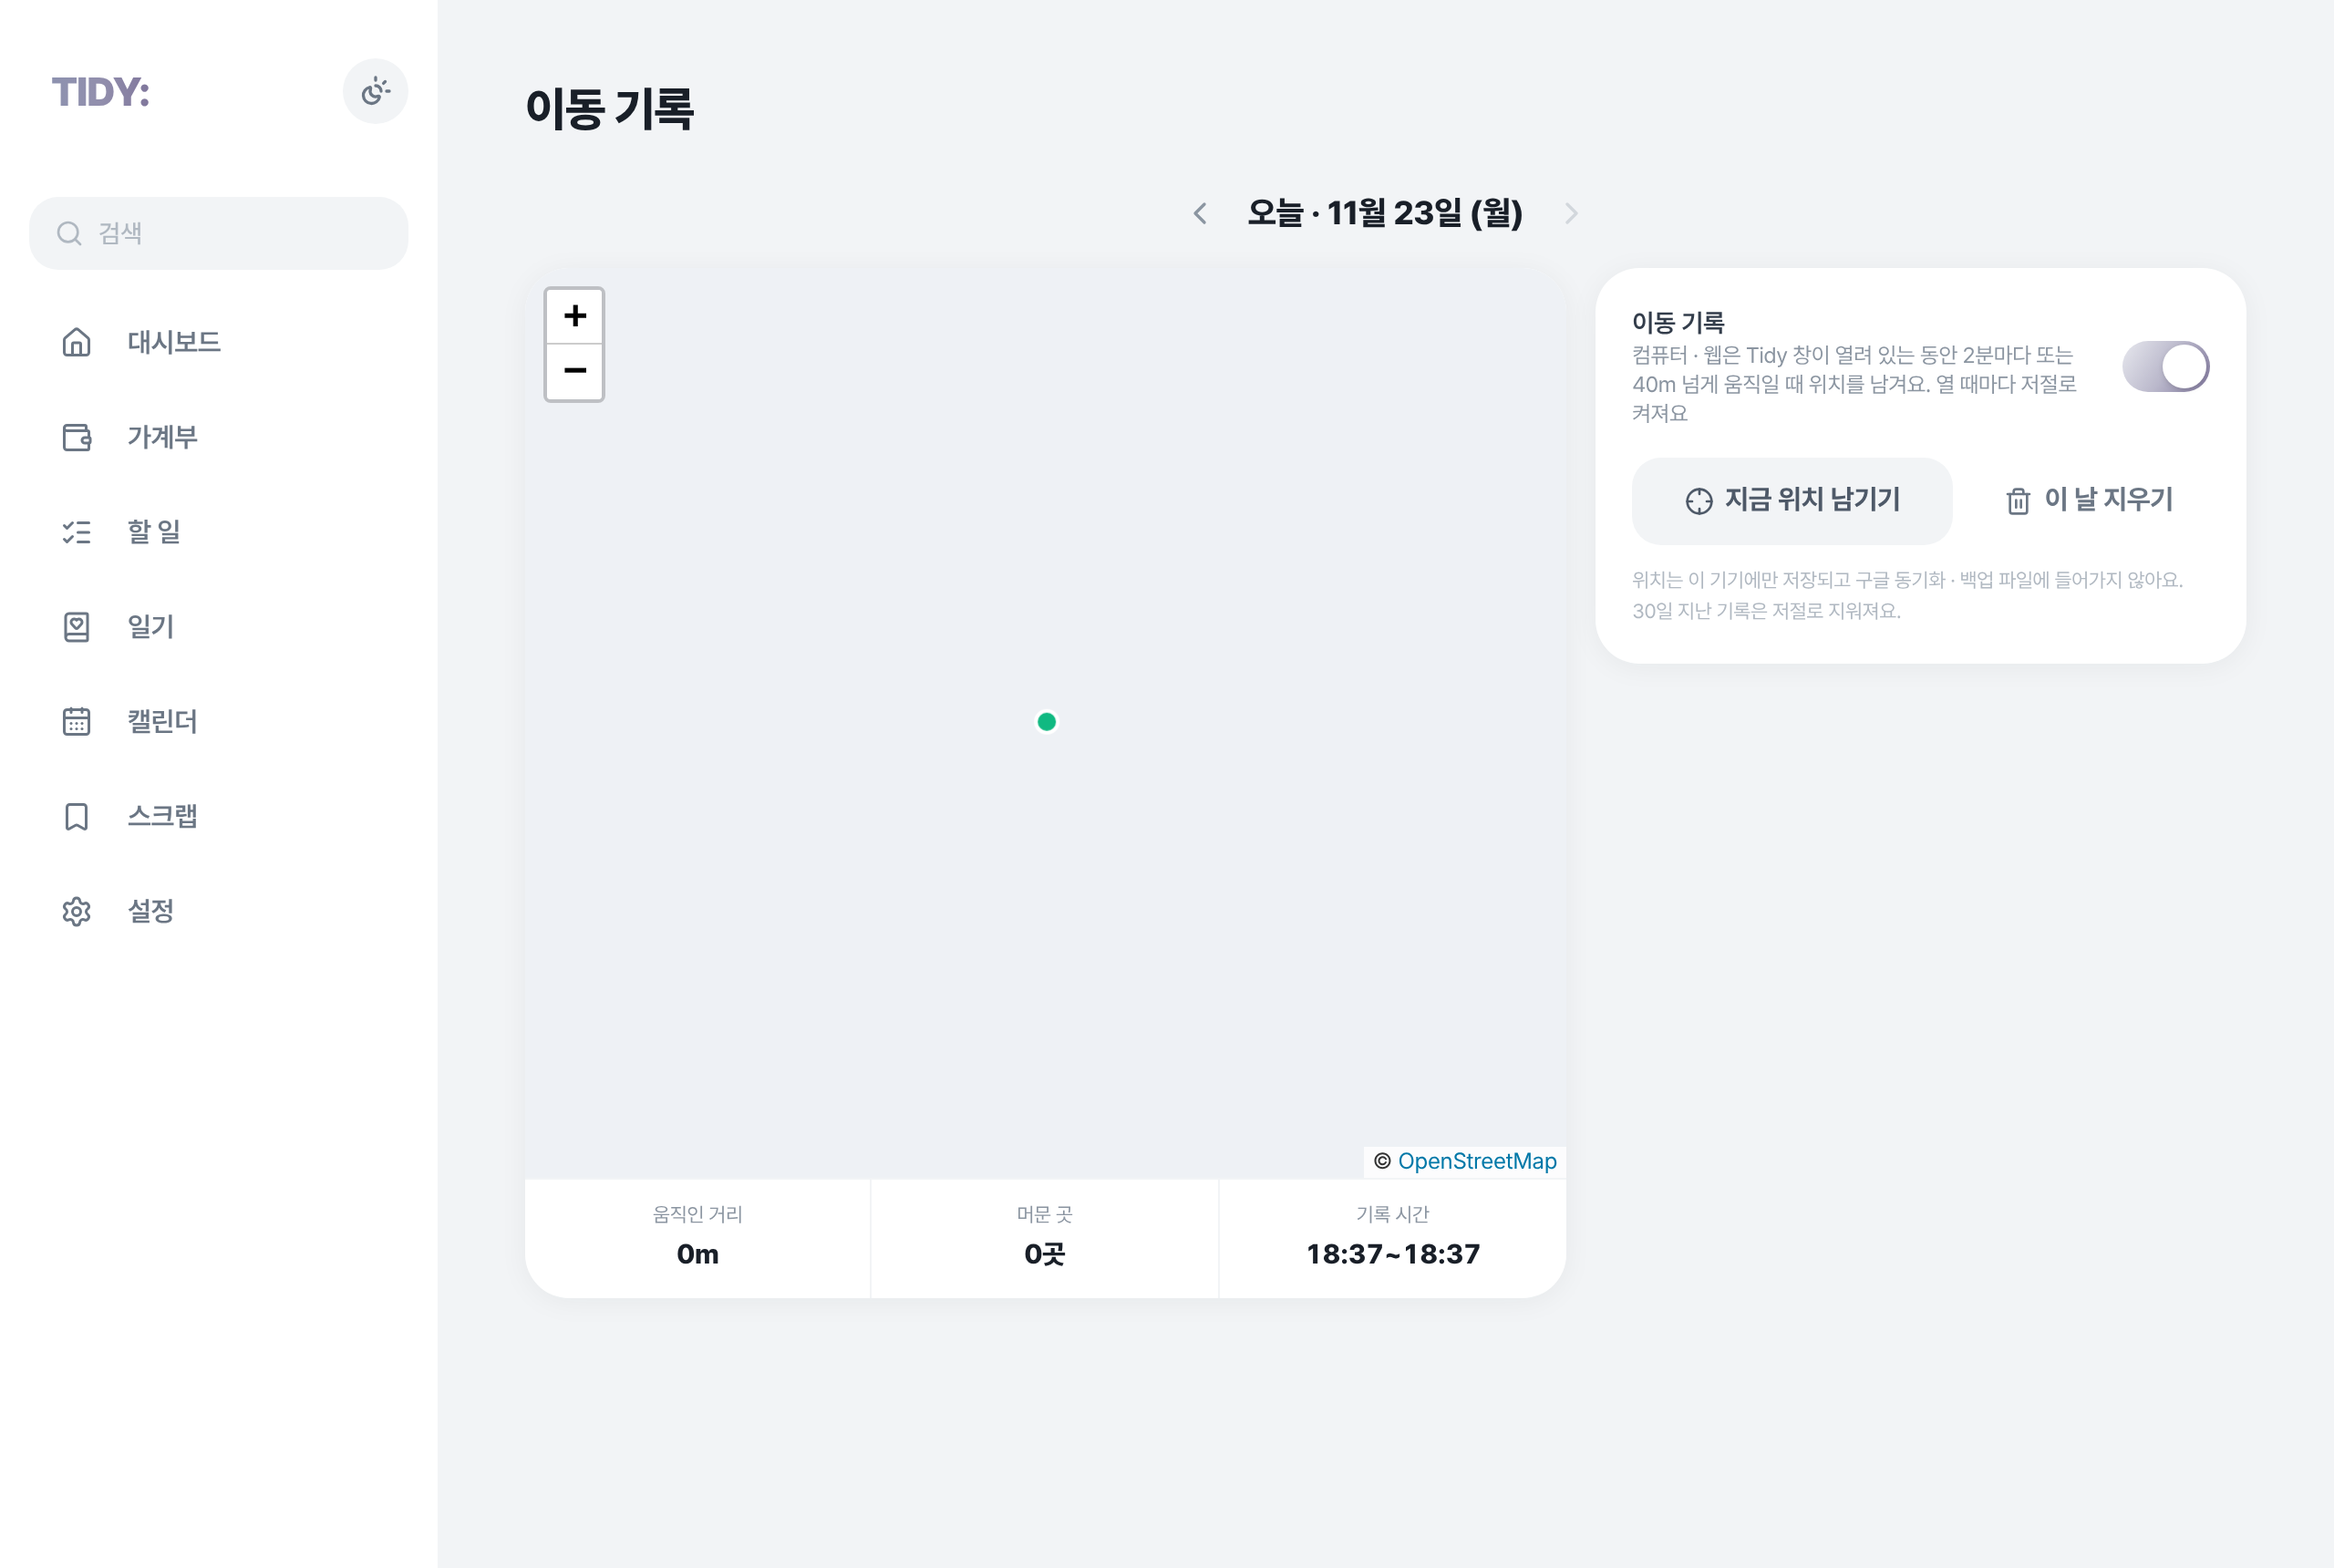 TIDY:
검색
대시보드
가계부
할 일
일기
캘린더
스크랩
설정
이동 기록
오늘 · 11월 23일 (월)
+
−
© OpenStreetMap
움직인 거리
0m
머문 곳
0곳
기록 시간
18:37~18:37
이동 기록
컴퓨터 · 웹은 Tidy 창이 열려 있는 동안 2분마다 또는
40m 넘게 움직일 때 위치를 남겨요. 열 때마다 저절로
켜져요
지금 위치 남기기
이 날 지우기
위치는 이 기기에만 저장되고 구글 동기화 · 백업 파일에 들어가지 않아요.
30일 지난 기록은 저절로 지워져요.